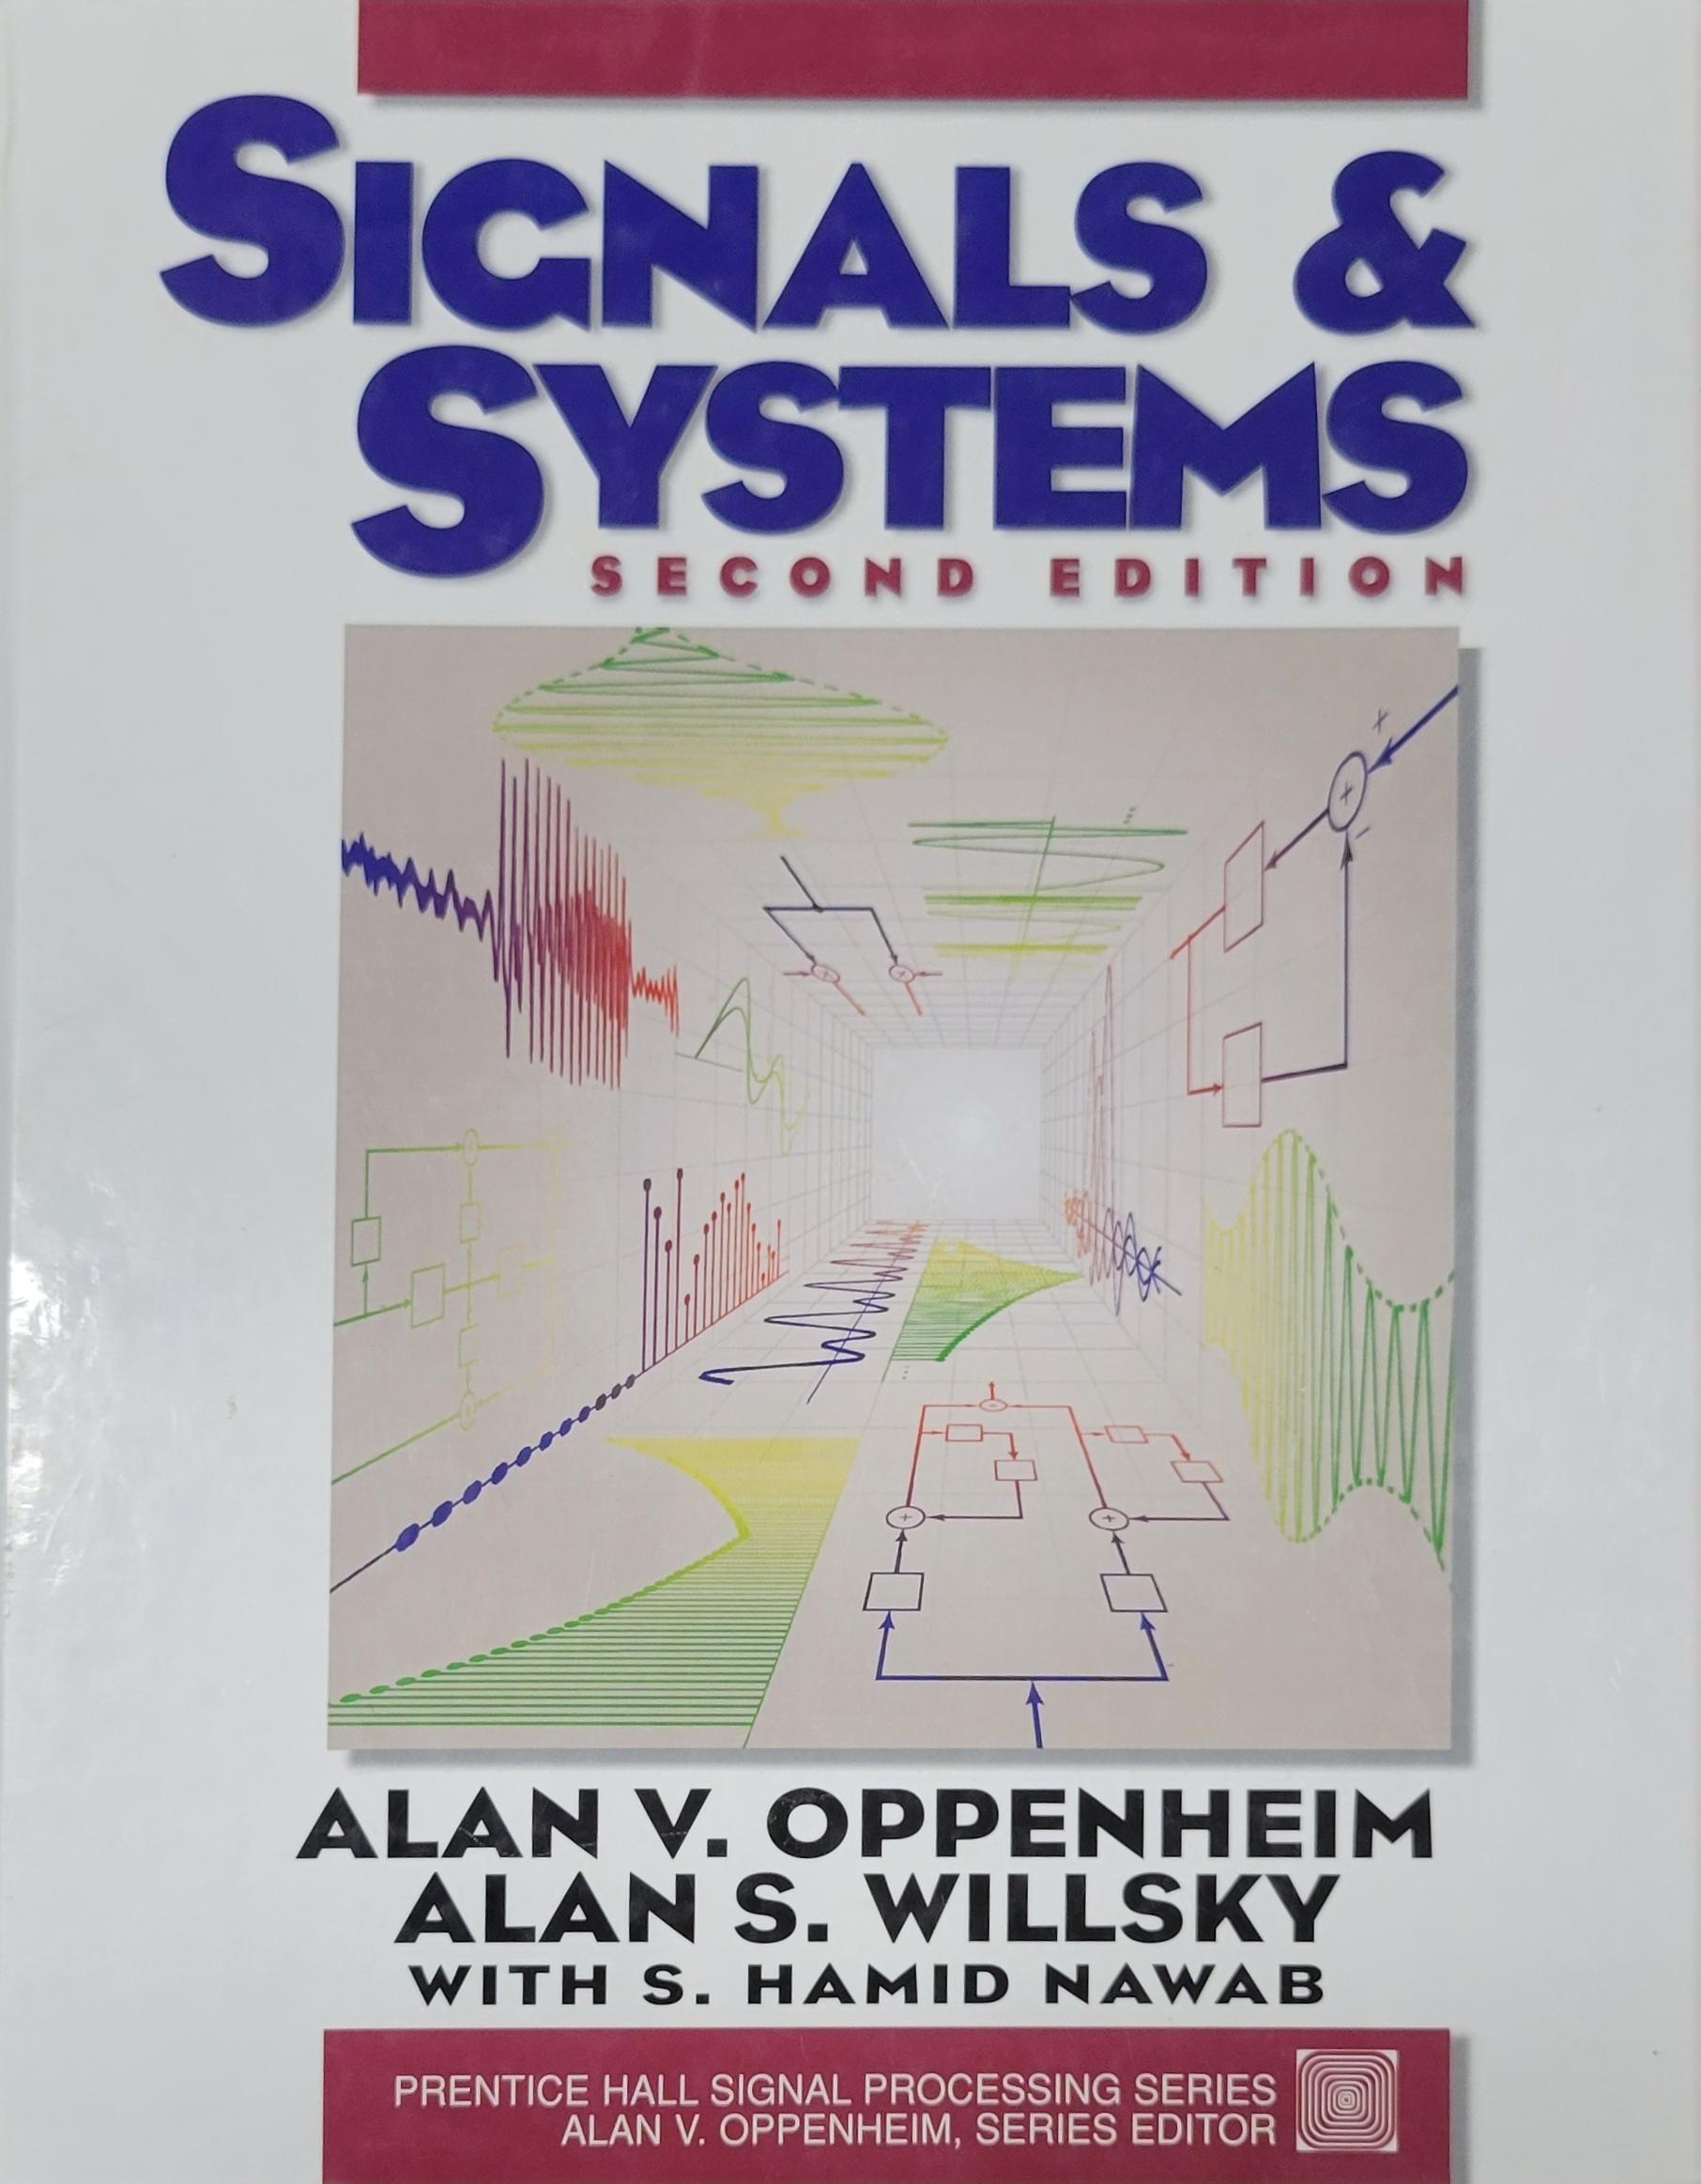 SIGNALS &
SYSTEMS
SECOND EDITION
ALAN V. OPPENHEIM
ALAN S. WILLSKY
WITH S. HAMID NAWAB
PRENTICE HALL SIGNAL PROCESSING SERIES
ALAN V. OPPENHEIM, SERIES EDITOR